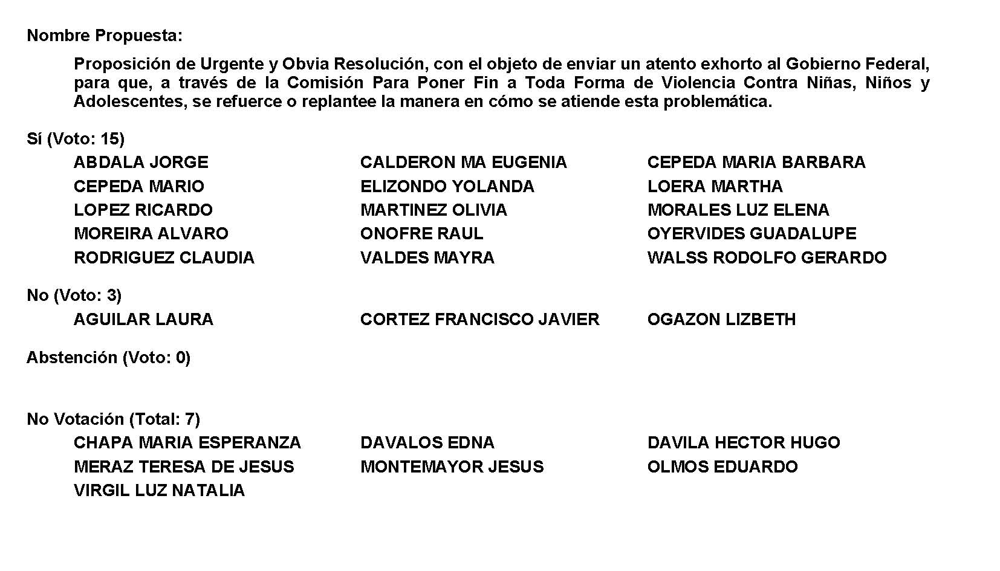 Nombre Propuesta:
Proposición de Urgente y Obvia Resolución, con el objeto de enviar un atento exhorto al Gobierno Federal,
para que, a través de la Comisión Para Poner Fin a Toda Forma de Violencia Contra Niñas, Niños y
Adolescentes, se refuerce o replantee la manera en cómo se atiende esta problemática.
Sí (Voto: 15)
ABDALA JORGE CALDERON MA EUGENIA CEPEDA MARIA BARBARA
CEPEDA MARIO ELIZONDO YOLANDA LOERA MARTHA
LOPEZ RICARDO MARTINEZ OLIVIA MORALES LUZ ELENA
MOREIRA ALVARO ONOFRE RAUL OYERVIDES GUADALUPE
RODRIGUEZ CLAUDIA VALDES MAYRA WALSS RODOLFO GERARDO
No (Voto: 3)
AGUILAR LAURA CORTEZ FRANCISCO JAVIER OGAZON LIZBETH
Abstención (Voto: 0)
No Votación (Total: 7)
CHAPA MARIA ESPERANZA DAVALOS EDNA DAVILA HECTOR HUGO
MERAZ TERESA DE JESUS MONTEMAYOR JESUS OLMOS EDUARDO
VIRGIL LUZ NATALIA